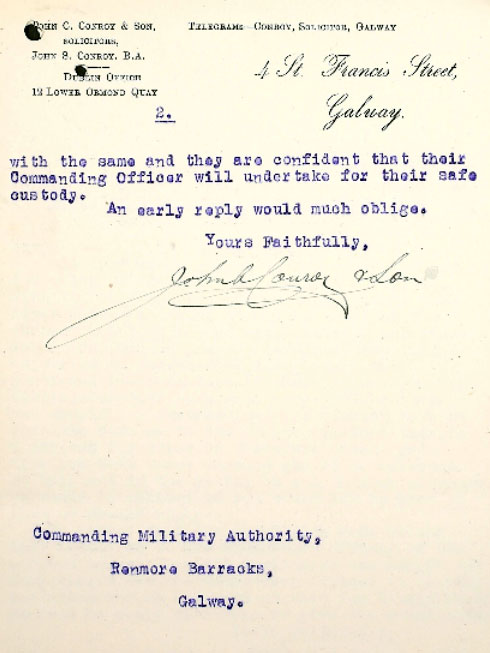 John C. Conroy & Son,
SOLICITORS,
John S. Conroy, B.A.
Dublin Office
12 Lower Ormond Quay
Telegrams—Conroy, Solicitor, Galway
4 St. Francis Street,
Galway.
2.
with the same and they are confident that their
Commanding Officer will undertake for their safe
custody.
An early reply would much oblige.
Yours Faithfully,
John C Conroy & Son
Commanding Military Authority,
Renmore Barracks,
Galway.